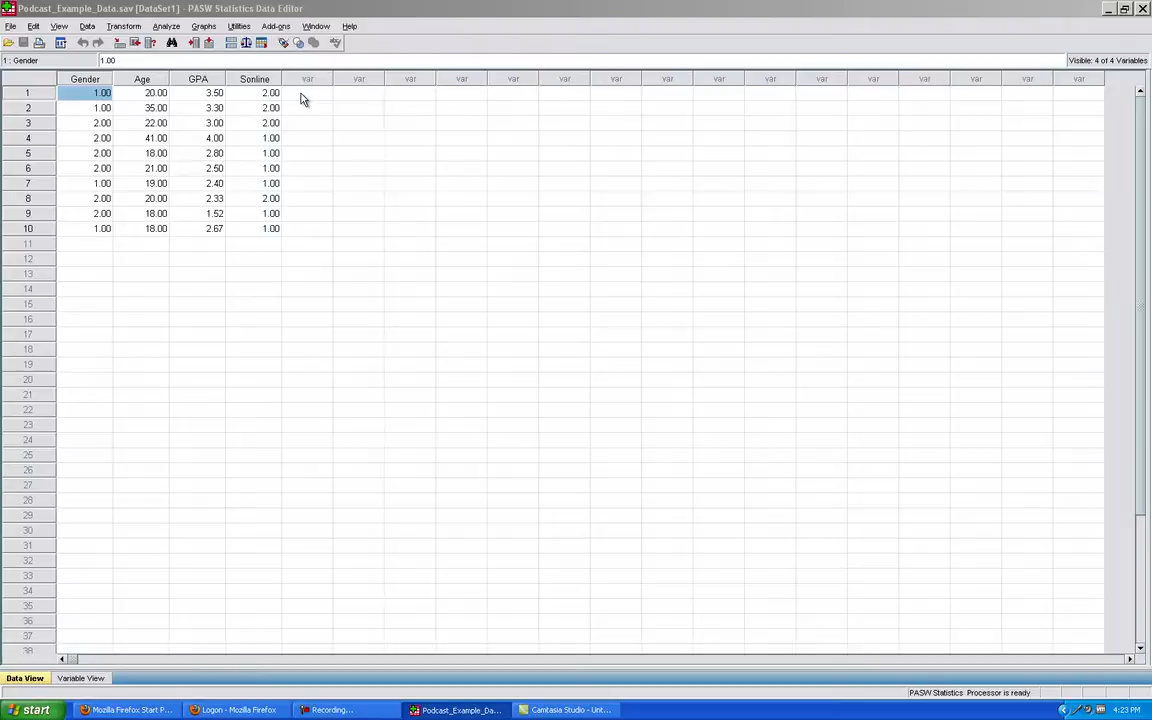 Podcast_Example_Data.sav [DataSet1] - PASW Statistics Data Editor
File Edit View Data Transform Analyze Graphs Utilities Add-ons Window Help
1 : Gender 1.00 Visible: 4 of 4 Variables
Gender Age GPA Sonline var var var var var var var var var var var var var var var var
1 1.00 20.00 3.50 2.00
2 1.00 35.00 3.30 2.00
3 2.00 22.00 3.00 2.00
4 2.00 41.00 4.00 1.00
5 2.00 18.00 2.80 1.00
6 2.00 21.00 2.50 1.00
7 1.00 19.00 2.40 1.00
8 2.00 20.00 2.33 2.00
9 2.00 18.00 1.52 1.00
10 1.00 18.00 2.67 1.00
11
12
13
14
15
16
17
18
19
20
21
22
23
24
25
26
27
28
29
30
31
32
33
34
35
36
37
38
Data View Variable View
PASW Statistics Processor is ready
start Mozilla Firefox Start P... Logon - Mozilla Firefox Recording... Podcast_Example_Da... Camtasia Studio - Unt... 4:23 PM